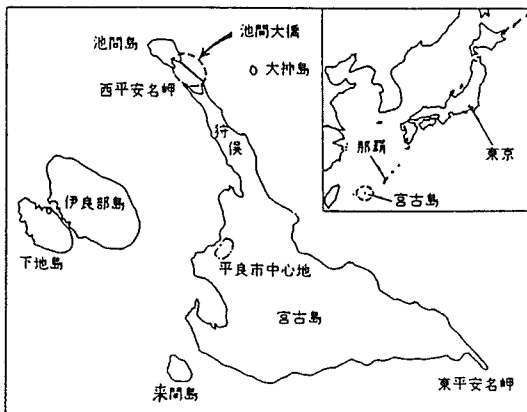 池間島
池間大橋
大神島
西平安名岬
狩俣
伊良部島
下地島
平良市中心地
宮古島
来間島
東平安名岬
那覇
東京
宮古島